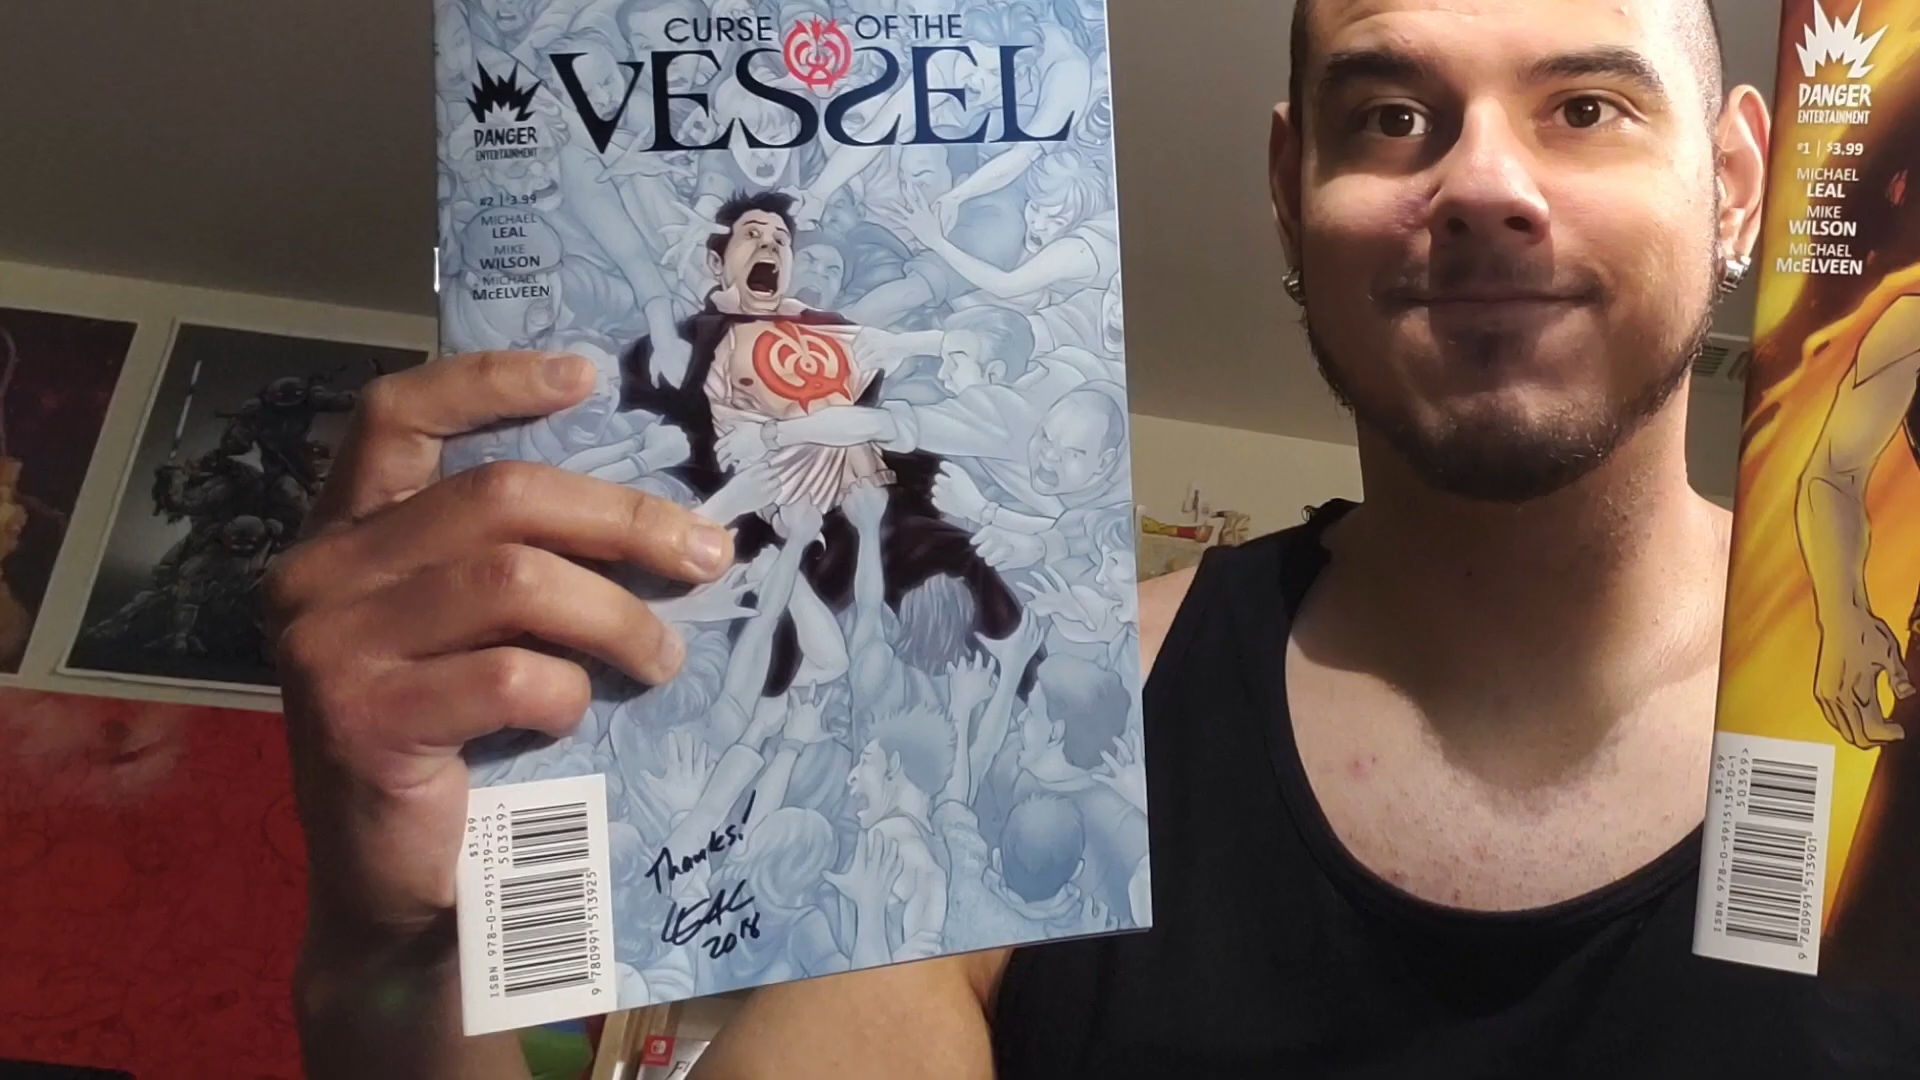 CURSE OF THE
VESSEL
DANGER
ENTERTAINMENT
#2 | $3.99
MICHAEL
LEAL
MIKE
WILSON
MICHAEL
McELVEEN
$3.99
50399>
ISBN 978-0-9915139-2-5
9 780991 513925
Thanks!
LEAL
2018
DANGER
ENTERTAINMENT
#1 | $3.99
MICHAEL
LEAL
MIKE
WILSON
MICHAEL
McELVEEN
$3.99
50399>
ISBN 978-0-9915139-0-1
9 780991 513901